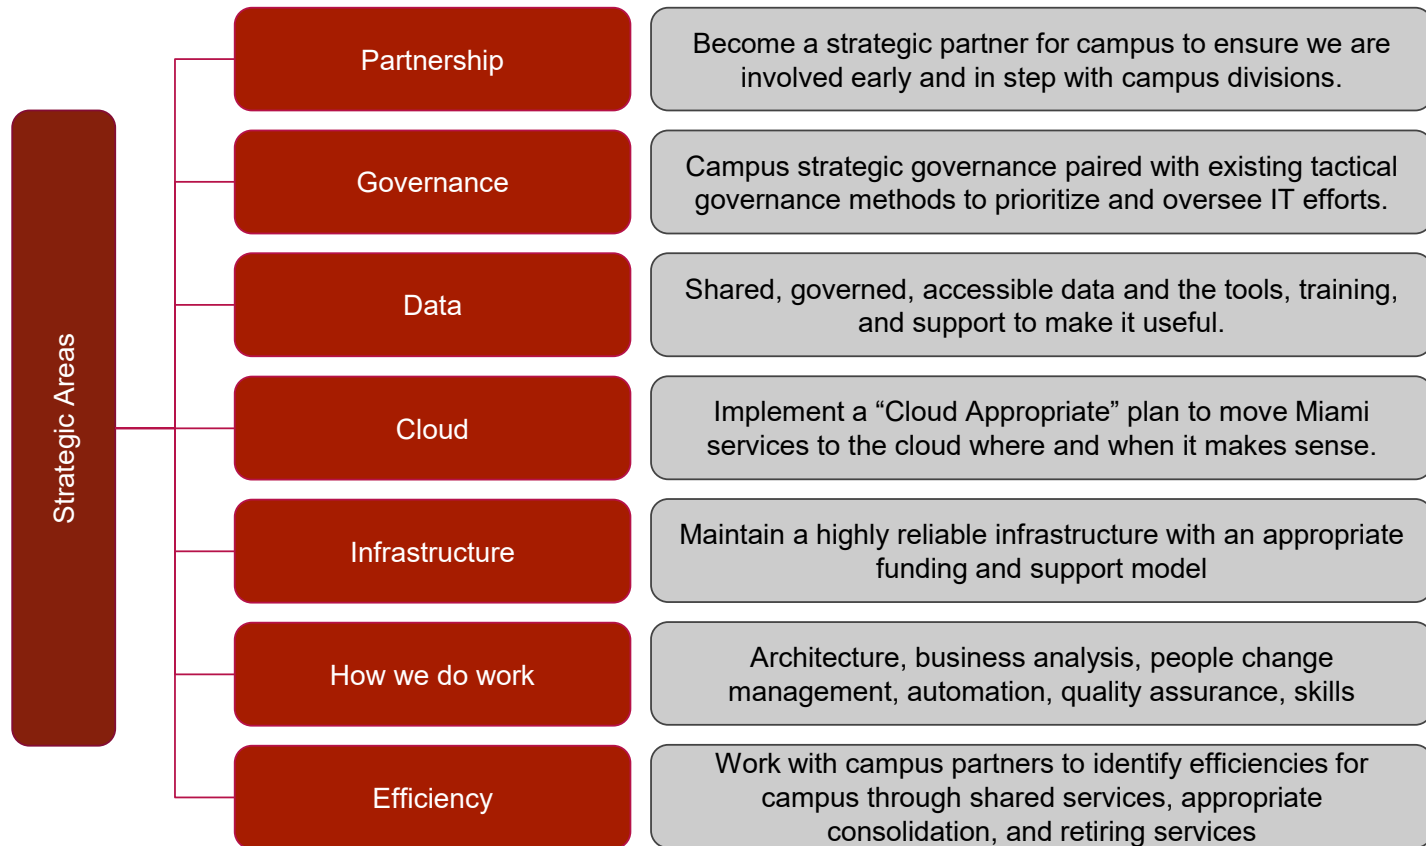 Strategic Areas
Partnership
Become a strategic partner for campus to ensure we are
involved early and in step with campus divisions.
Governance
Campus strategic governance paired with existing tactical
governance methods to prioritize and oversee IT efforts.
Data
Shared, governed, accessible data and the tools, training,
and support to make it useful.
Cloud
Implement a “Cloud Appropriate” plan to move Miami
services to the cloud where and when it makes sense.
Infrastructure
Maintain a highly reliable infrastructure with an appropriate
funding and support model
How we do work
Architecture, business analysis, people change
management, automation, quality assurance, skills
Efficiency
Work with campus partners to identify efficiencies for
campus through shared services, appropriate
consolidation, and retiring services